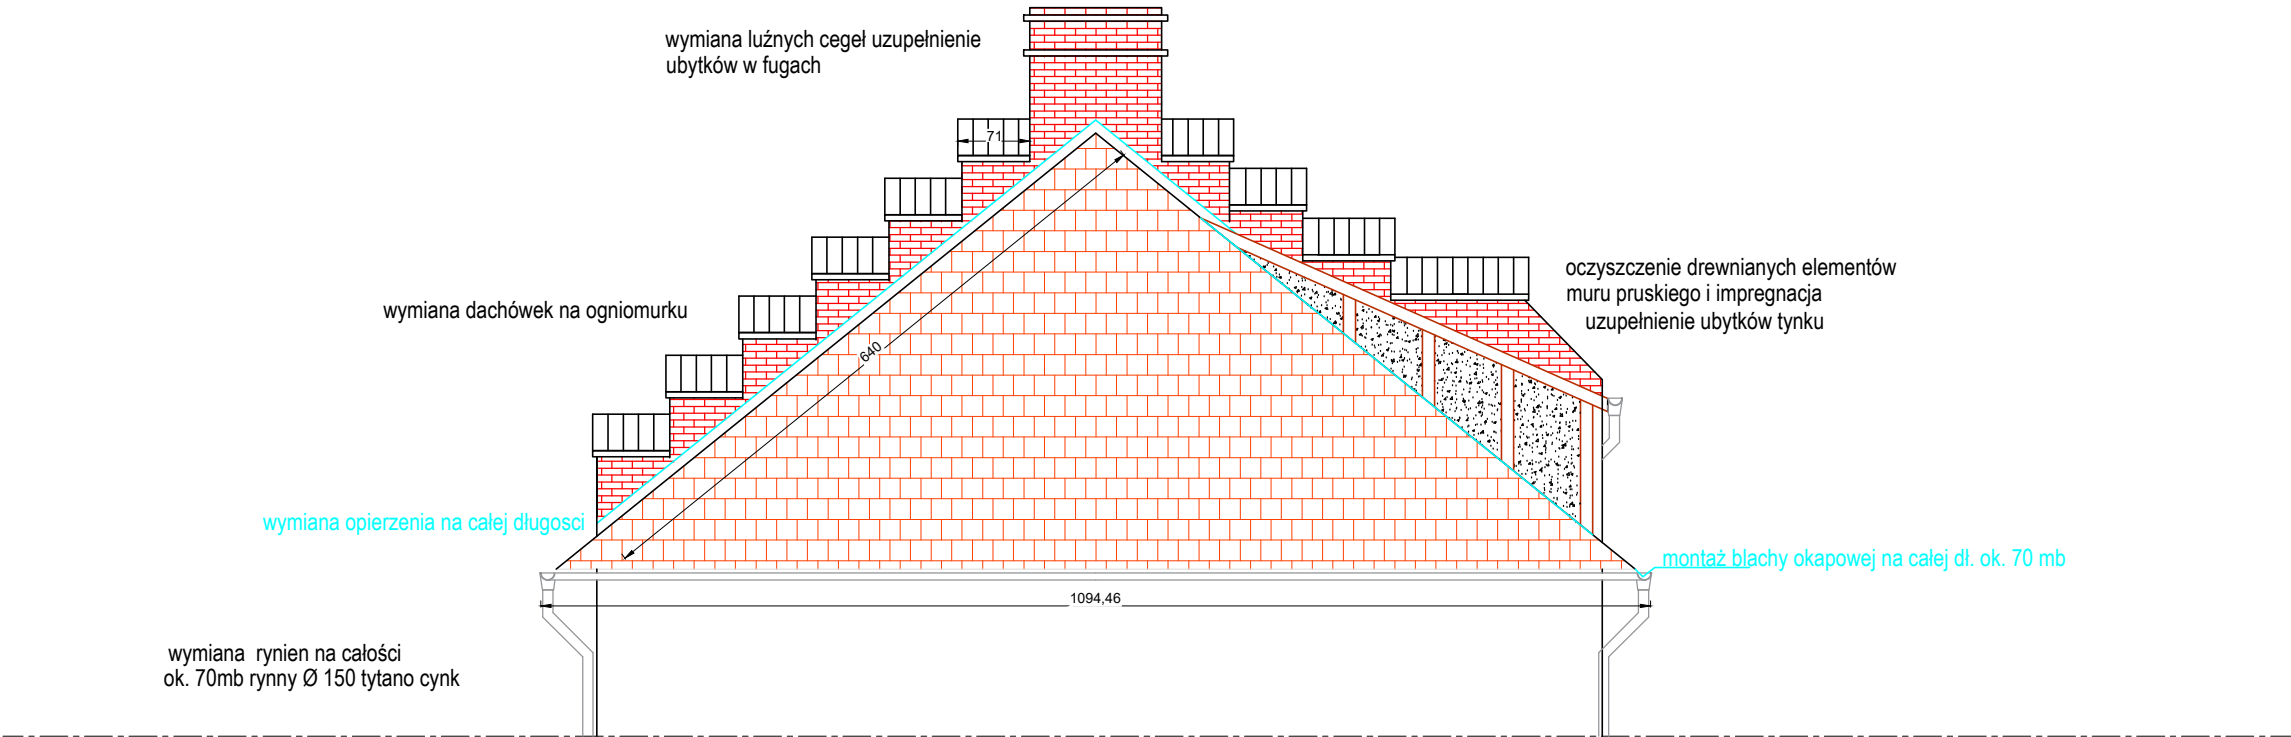 wymiana luźnych cegeł uzupełnienie
ubytków w fugach
71
oczyszczenie drewnianych elementów
muru pruskiego i impregnacja
uzupełnienie ubytków tynku
wymiana dachówek na ogniomurku
640
wymiana opierzenia na całej długosci
montaż blachy okapowej na całej dł. ok. 70 mb
1094,46
wymiana rynien na całości
ok. 70mb rynny Ø 150 tytano cynk